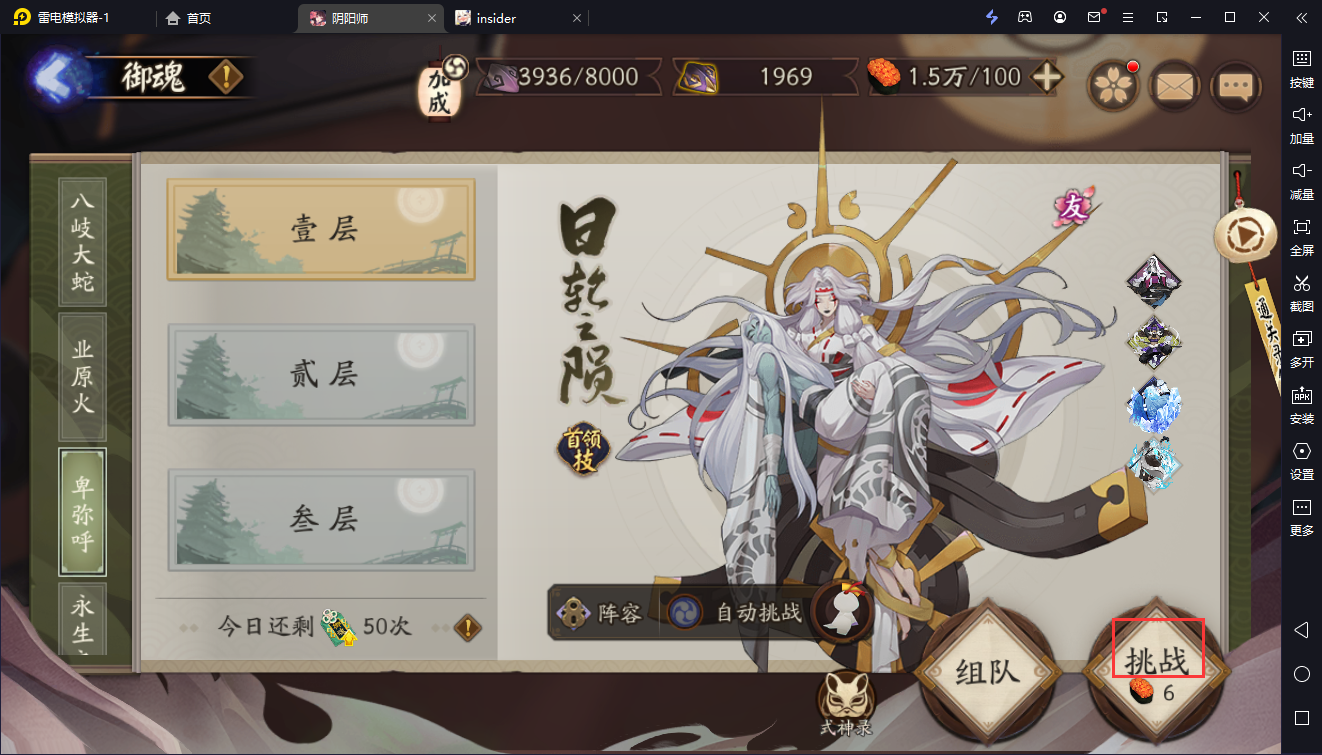 雷电模拟器-1
首页
阴阳师
insider
御魂
加成
3936/8000
1969
1.5万/100
按键
加量
减量
全屏
截图
多开
安装
设置
更多
APK
八岐大蛇
业原火
卑弥呼
永生
壹层
贰层
叁层
今日还剩
50次
日轮之陨
首领技
友
通关录
阵容
自动挑战
组队
挑战
6
式神录